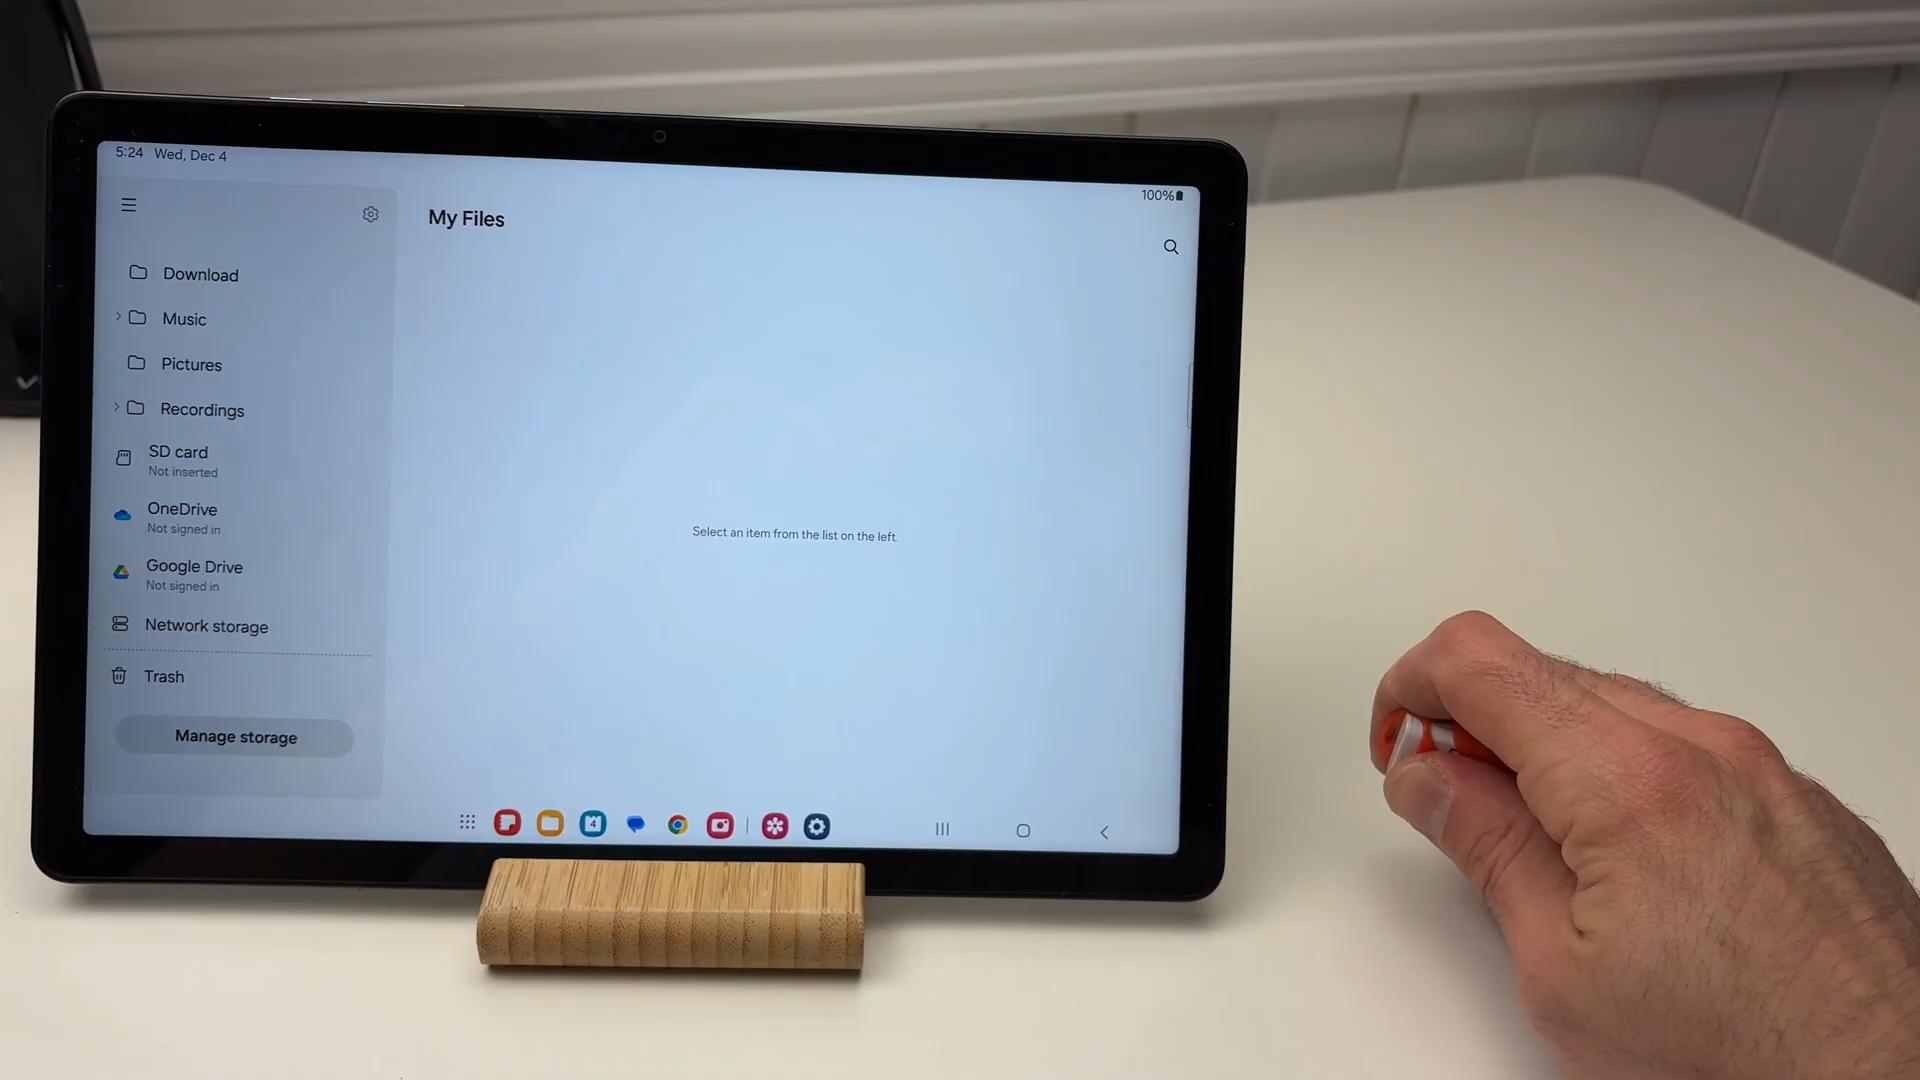 5:24 Wed, Dec 4
100%
My Files
Download
Music
Pictures
Recordings
SD card
Not inserted
OneDrive
Not signed in
Google Drive
Not signed in
Network storage
Trash
Manage storage
Select an item from the list on the left.
4